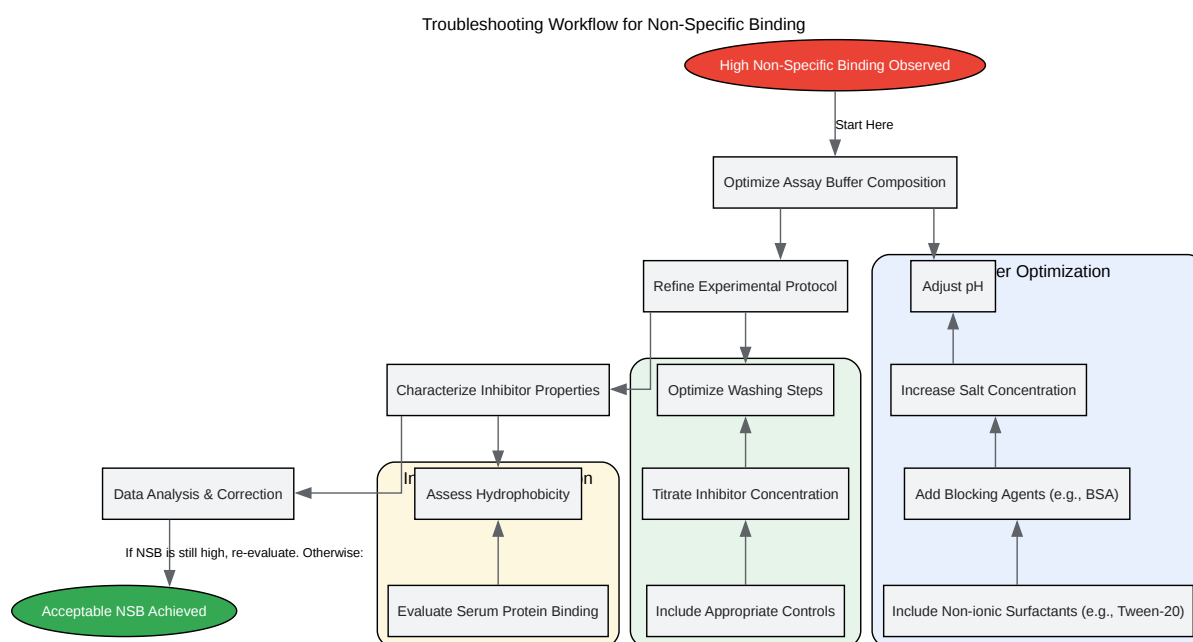 Troubleshooting Workflow for Non-Specific Binding
High Non-Specific Binding Observed
Start Here
Optimize Assay Buffer Composition
Refine Experimental Protocol
Adjust pH
Optimization
Characterize Inhibitor Properties
Optimize Washing Steps
Increase Salt Concentration
Data Analysis & Correction
Assess Hydrophobicity
Titrate Inhibitor Concentration
Add Blocking Agents (e.g., BSA)
If NSB is still high, re-evaluate. Otherwise:
Acceptable NSB Achieved
Evaluate Serum Protein Binding
Include Appropriate Controls
Include Non-ionic Surfactants (e.g., Tween-20)